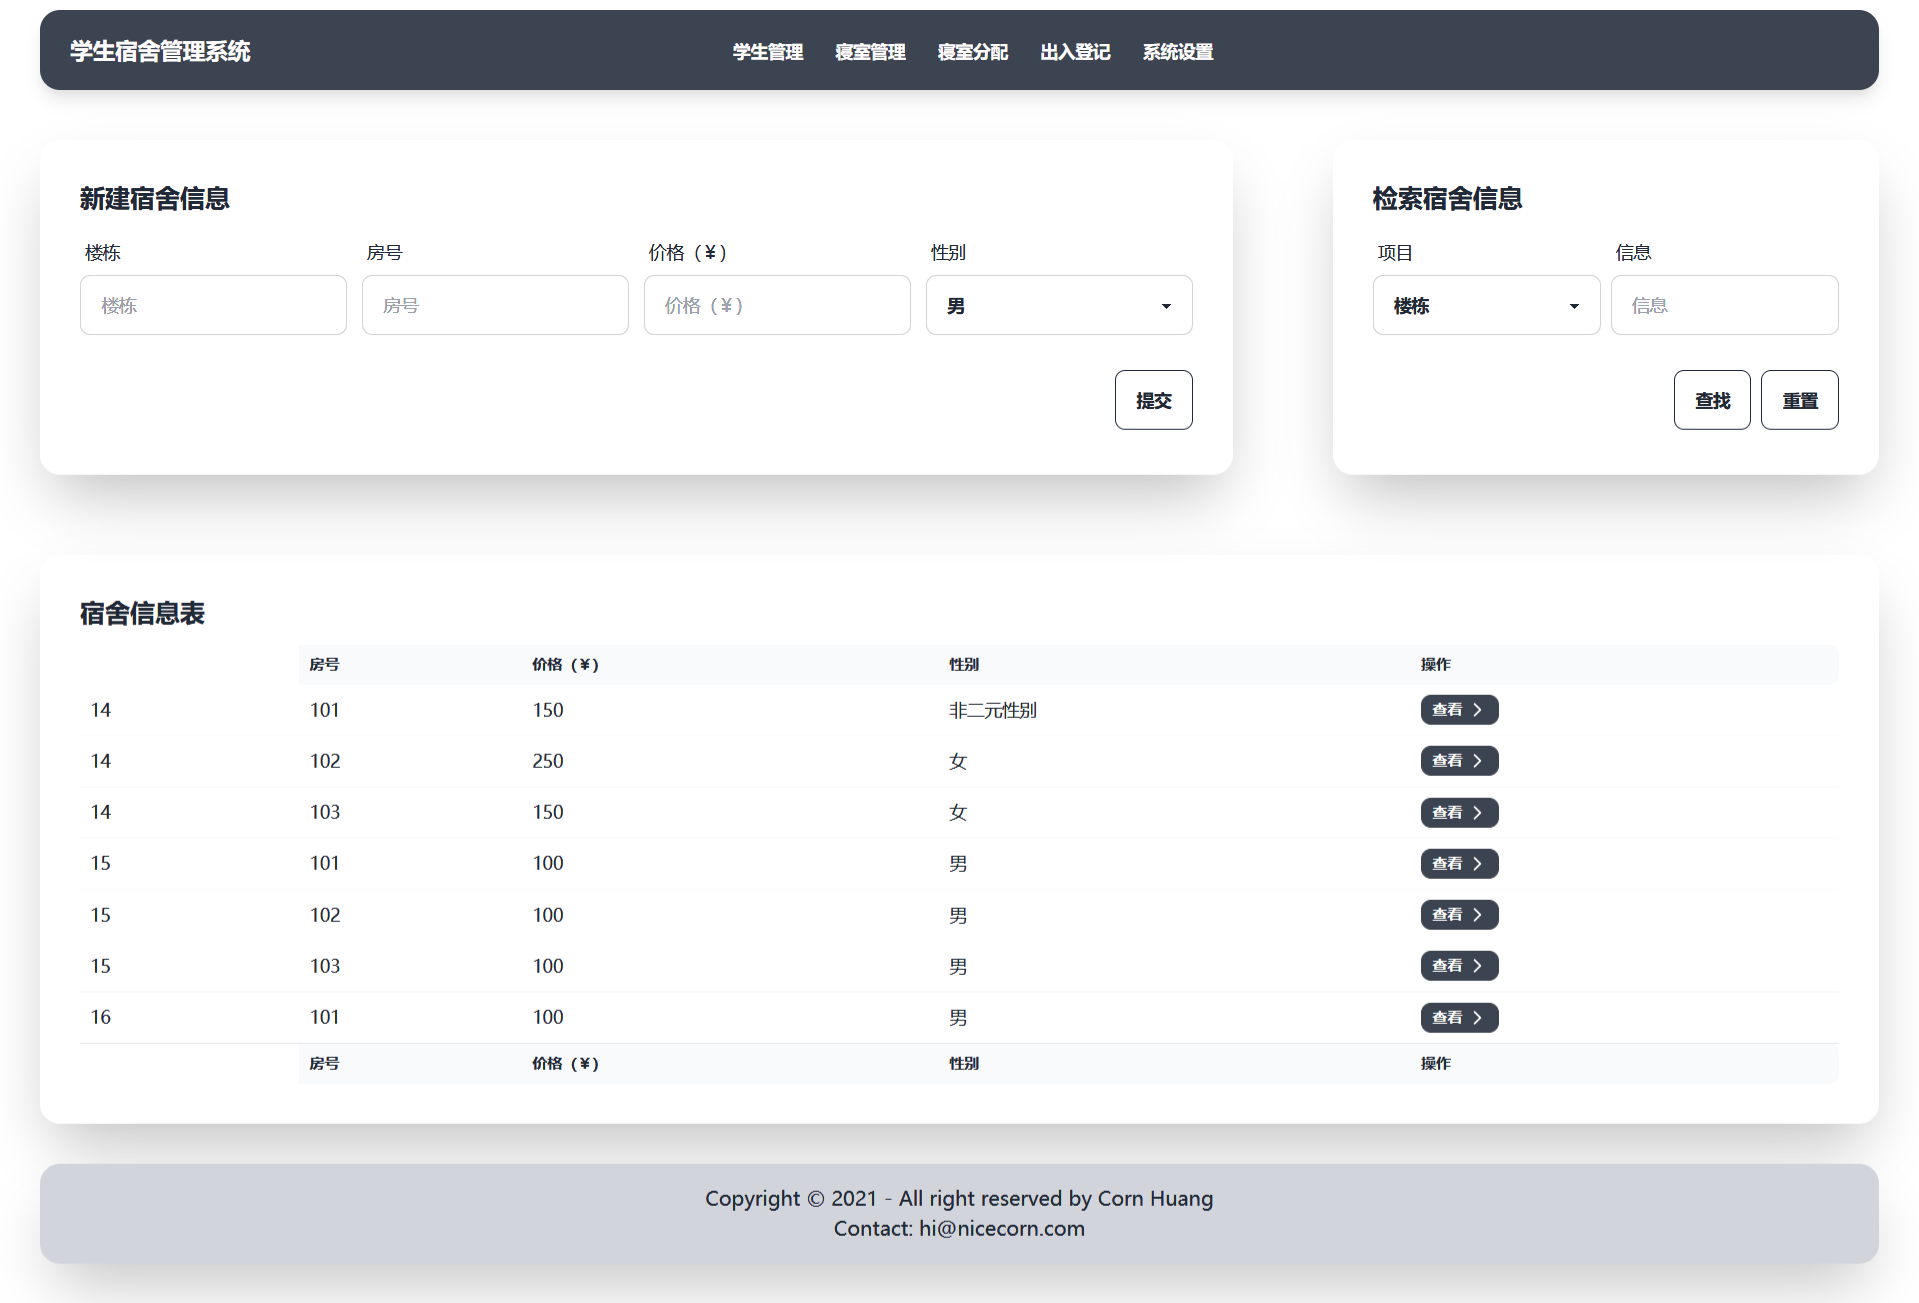 学生宿舍管理系统
学生管理 寝室管理 寝室分配 出入登记 系统设置
新建宿舍信息
楼栋 房号 价格（¥） 性别
楼栋 房号 价格（¥） 男
提交
检索宿舍信息
项目 信息
楼栋 信息
查找 重置
宿舍信息表
房号 价格（¥） 性别 操作
14 101 150 非二元性别 查看
14 102 250 女 查看
14 103 150 女 查看
15 101 100 男 查看
15 102 100 男 查看
15 103 100 男 查看
16 101 100 男 查看
房号 价格（¥） 性别 操作
Copyright © 2021 - All right reserved by Corn Huang
Contact: hi@nicecorn.com